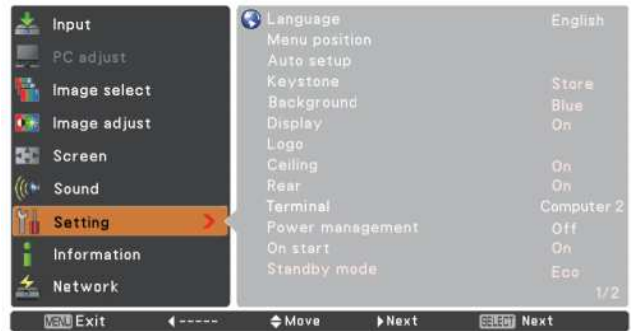 Input
PC adjust
Image select
Image adjust
Screen
Sound
Setting
Information
Network
Language English
Menu position
Auto setup
Keystone Store
Background Blue
Display On
Logo
Ceiling On
Rear On
Terminal Computer 2
Power management Off
On start On
Standby mode Eco
1/2
MENU Exit ◀----- ◆Move ▶Next SELECT Next